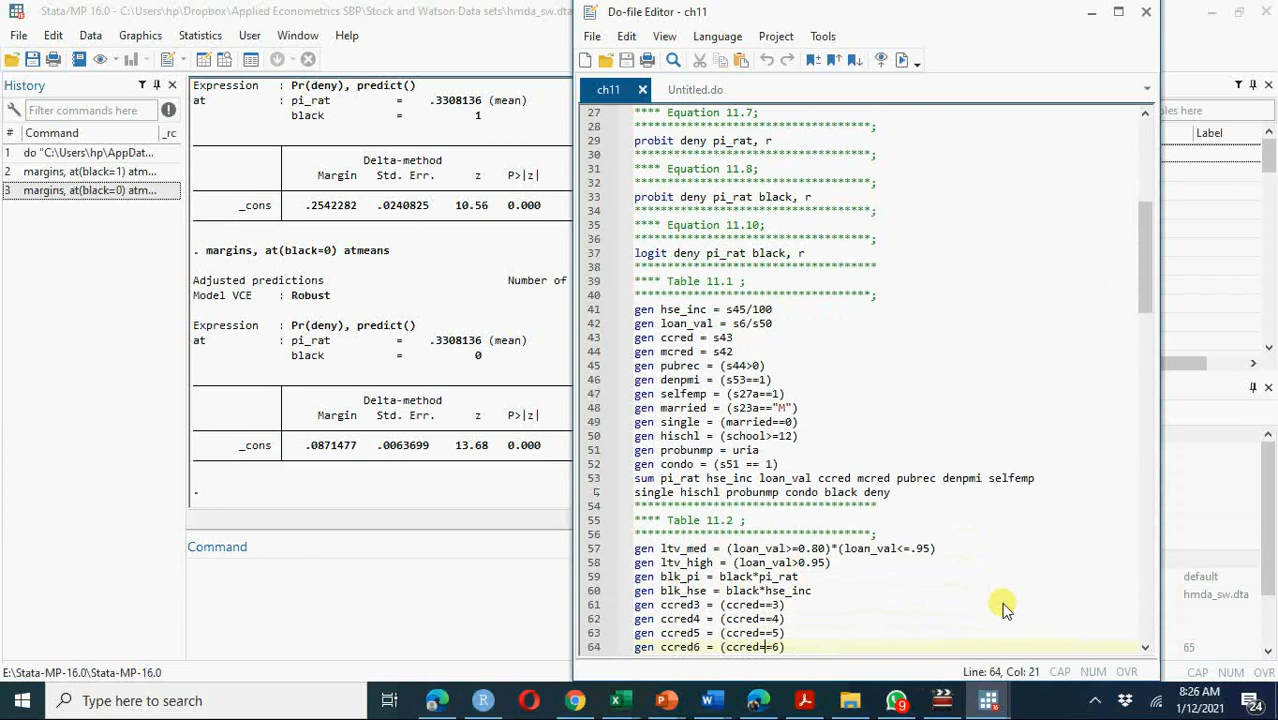 Stata/MP 16.0 - C:\Users\hp\Dropbox\Applied Econometrics SBP\Stock and Watson Data sets\hmda_sw.dta
File Edit Data Graphics Statistics User Window Help
History
Filter commands here
# Command _rc
1 do "C:\Users\hp\AppDat...
2 margins, at(black=1) atm...
3 margins, at(black=0) atm...
Expression : Pr(deny), predict()
at : pi_rat = .3308136 (mean)
black = 1
Delta-method
Margin Std. Err. z P>|z|
_cons .2542282 .0240825 10.56 0.000
. margins, at(black=0) atmeans
Adjusted predictions Number of
Model VCE : Robust
Expression : Pr(deny), predict()
at : pi_rat = .3308136 (mean)
black = 0
Delta-method
Margin Std. Err. z P>|z|
_cons .0871477 .0063699 13.68 0.000
.
Command
E:\Stata-MP-16.0\Stata-MP-16.0
Do-file Editor - ch11
File Edit View Language Project Tools
ch11 Untitled.do
27 **** Equation 11.7;
28 **********************************;
29 probit deny pi_rat, r
30 **********************************;
31 **** Equation 11.8;
32 **********************************;
33 probit deny pi_rat black, r
34 **********************************;
35 **** Equation 11.10;
36 **********************************;
37 logit deny pi_rat black, r
38 ***********************************
39 **** Table 11.1 ;
40 **********************************;
41 gen hse_inc = s45/100
42 gen loan_val = s6/s50
43 gen ccred = s43
44 gen mcred = s42
45 gen pubrec = (s44>0)
46 gen denpmi = (s53==1)
47 gen selfemp = (s27a==1)
48 gen married = (s23a=="M")
49 gen single = (married==0)
50 gen hischl = (school>=12)
51 gen probunmp = uria
52 gen condo = (s51 == 1)
53 sum pi_rat hse_inc loan_val ccred mcred pubrec denpmi selfemp
single hischl probunmp condo black deny
54 ***********************************
55 **** Table 11.2 ;
56 **********************************;
57 gen ltv_med = (loan_val>=0.80)*(loan_val<=.95)
58 gen ltv_high = (loan_val>0.95)
59 gen blk_pi = black*pi_rat
60 gen blk_hse = black*hse_inc
61 gen ccred3 = (ccred==3)
62 gen ccred4 = (ccred==4)
63 gen ccred5 = (ccred==5)
64 gen ccred6 = (ccred==6)
Line: 64, Col: 21 CAP NUM OVR
les here
Label
default
hmda_sw.dta
65
CAP NUM OVR
Type here to search
9
8:26 AM
1/12/2021
24